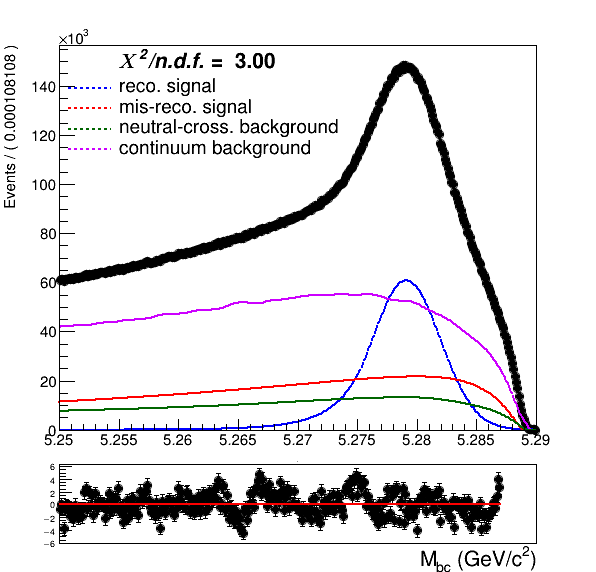 ×10³
Χ²/n.d.f. = 3.00
reco. signal
mis-reco. signal
neutral-cross. background
continuum background
Events / ( 0.000108108 )
140
120
100
80
60
40
20
0
5.25 5.255 5.26 5.265 5.27 5.275 5.28 5.285 5.29
6
4
2
0
−2
−4
−6
M_bc (GeV/c²)